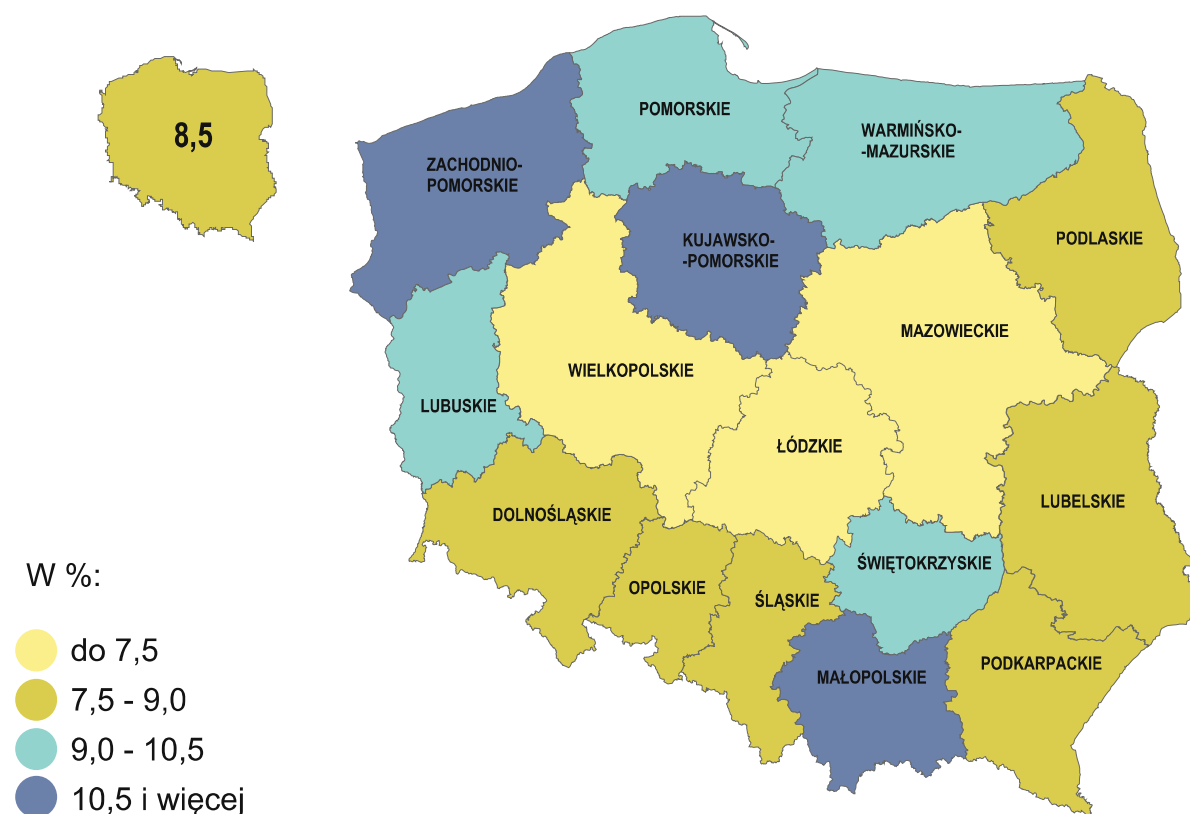 8,5
POMORSKIE
WARMIŃSKO-
-MAZURSKIE
ZACHODNIO-
POMORSKIE
KUJAWSKO-
-POMORSKIE
PODLASKIE
MAZOWIECKIE
WIELKOPOLSKIE
LUBUSKIE
ŁÓDZKIE
LUBELSKIE
DOLNOŚLĄSKIE
ŚWIĘTOKRZYSKIE
OPOLSKIE
ŚLĄSKIE
PODKARPACKIE
MAŁOPOLSKIE
W %:
do 7,5
7,5 - 9,0
9,0 - 10,5
10,5 i więcej